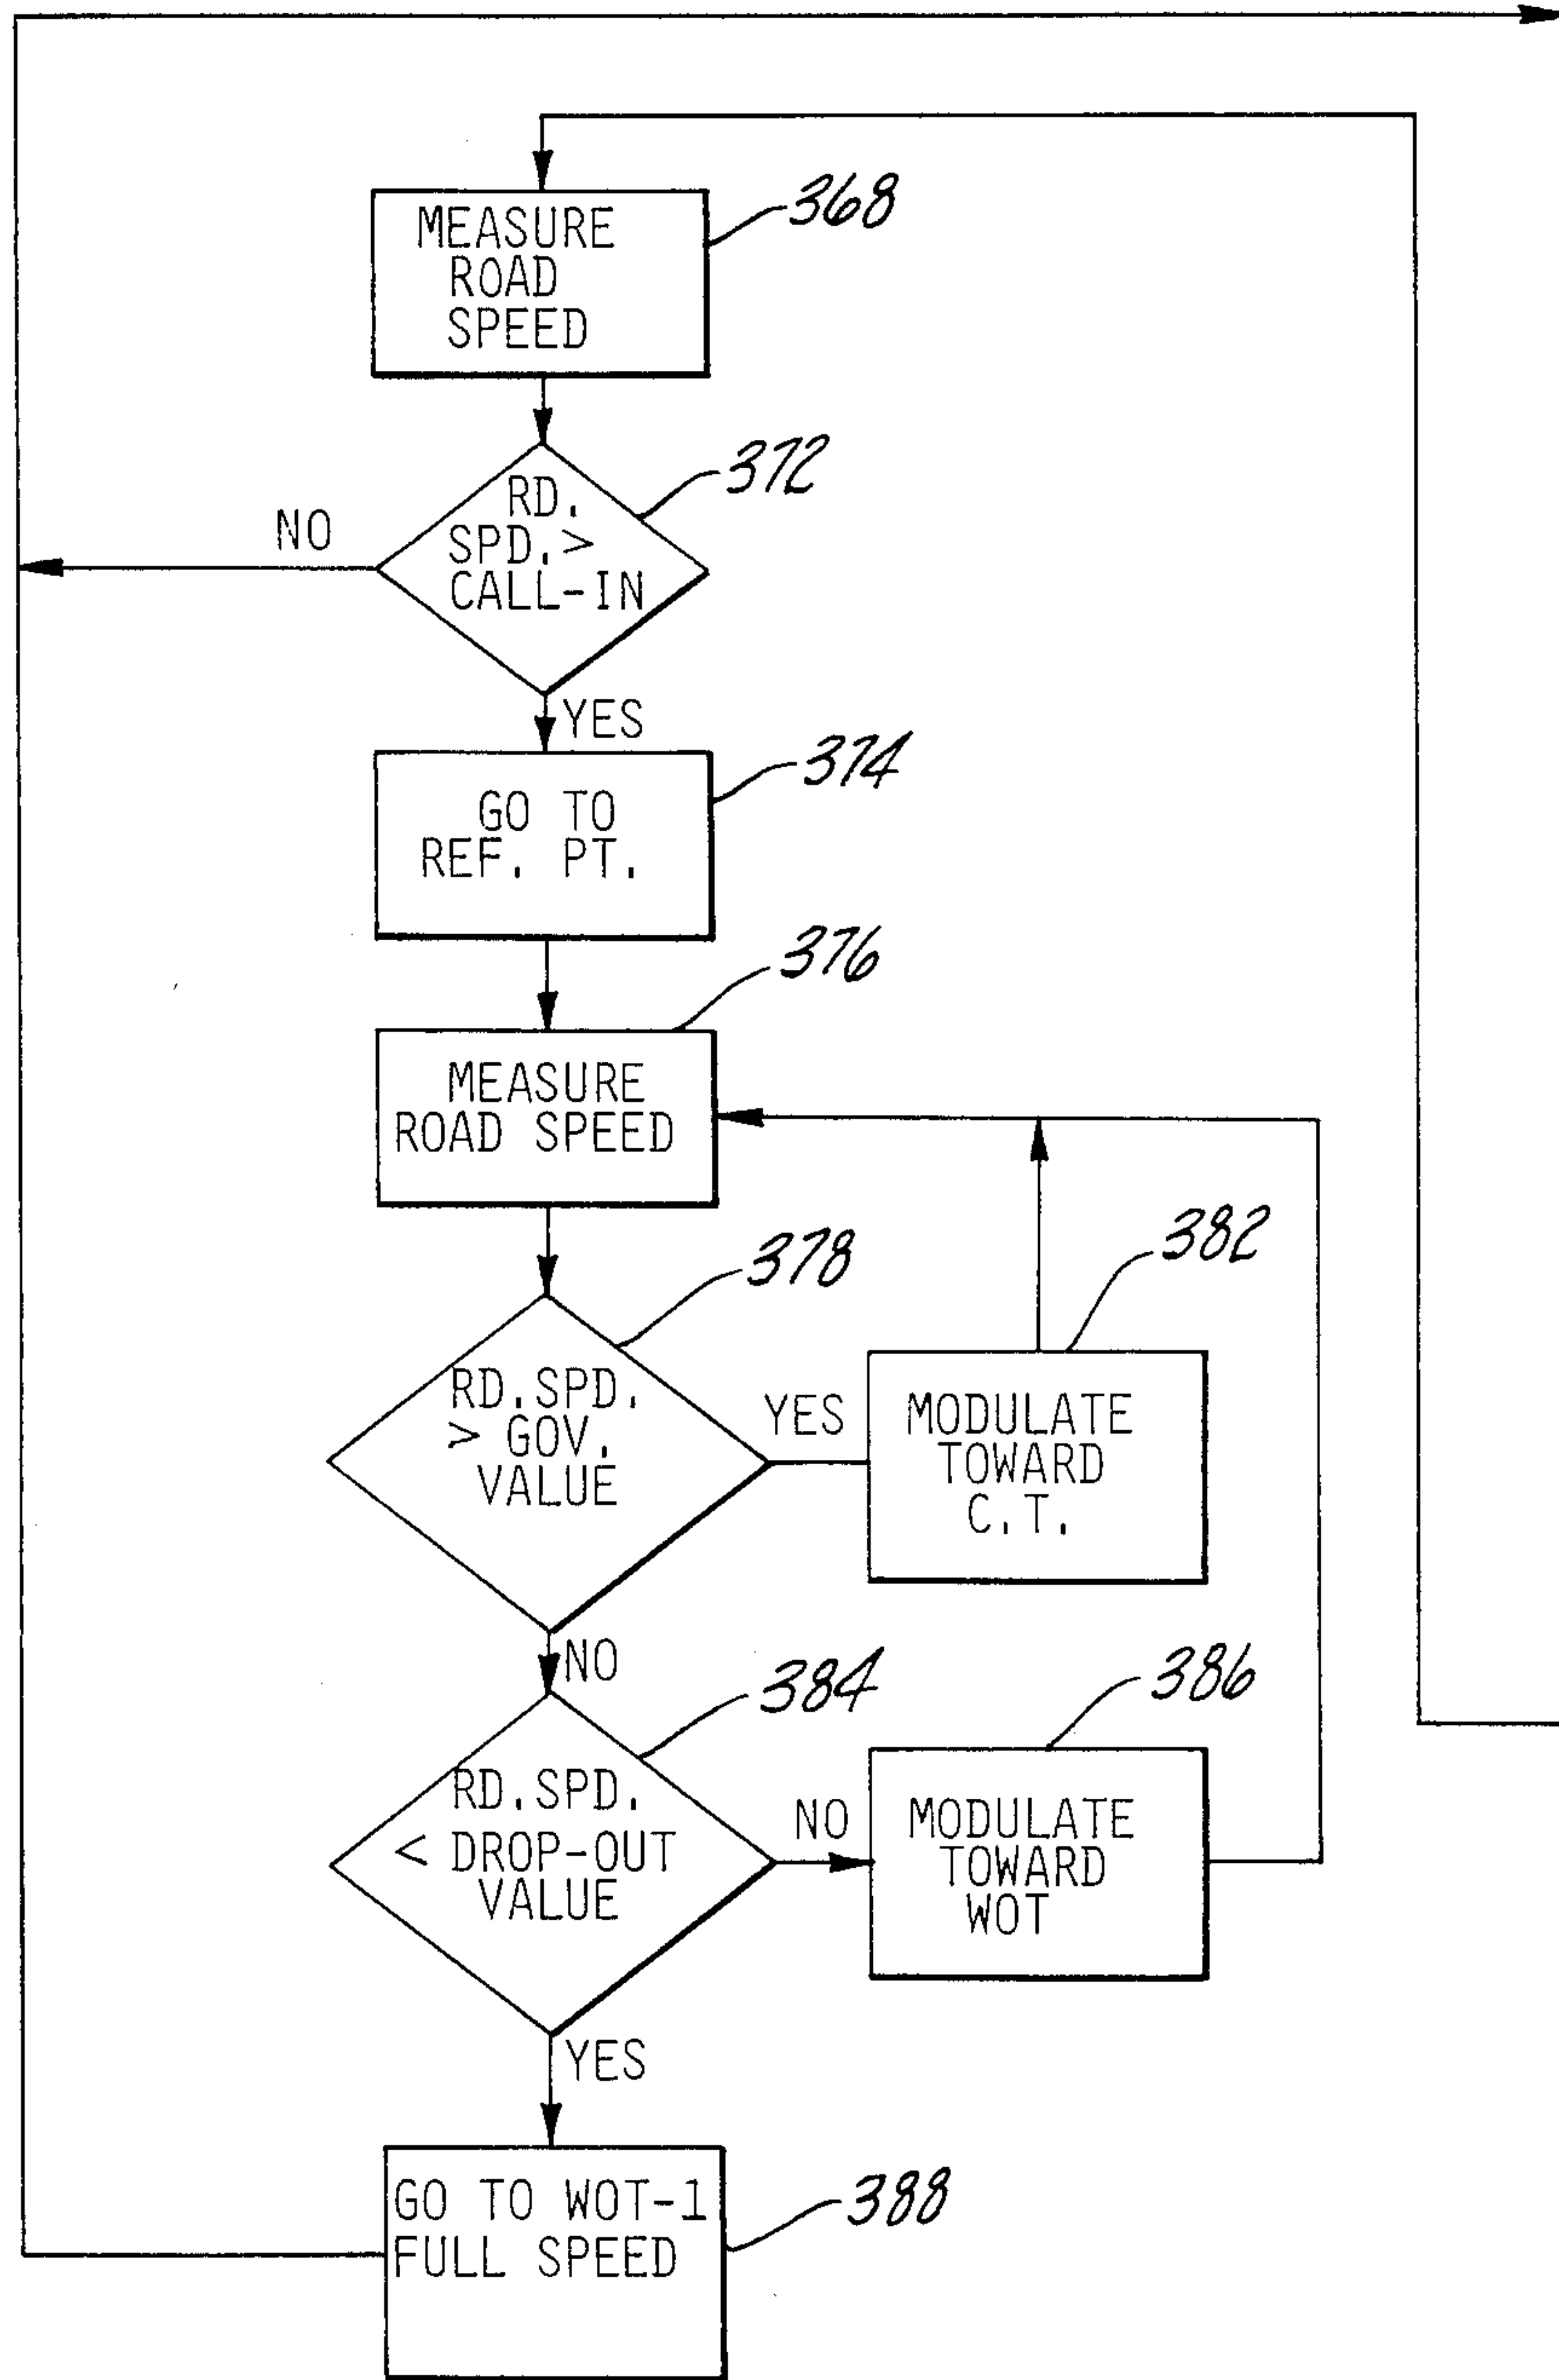 MEASURE
ROAD
SPEED
368
RD.
SPD.>
CALL-IN
372
NO
YES
GO TO
REF. PT.
374
376
MEASURE
ROAD SPEED
378
382
RD.SPD.
> GOV.
VALUE
YES
MODULATE
TOWARD
C.T.
NO
384
386
RD.SPD.
< DROP-OUT
VALUE
NO
MODULATE
TOWARD
WOT
YES
GO TO WOT-1
FULL SPEED
388